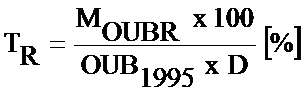 M_OUBR x 100
T_R = ──────────── [%]
OUB_1995 x D